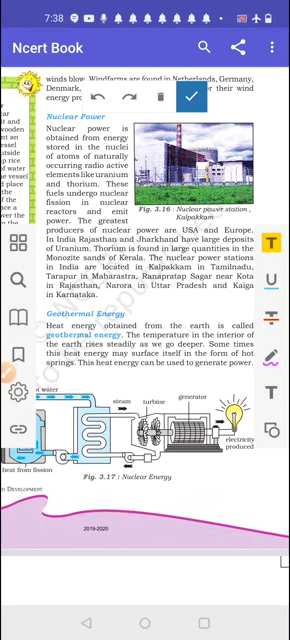 7:38
Ncert Book
winds blow. Windfarms are found in Netherlands, Germany,
Denmark,
their wind
energy pro
Nuclear Power
Nuclear power is
obtained from energy
stored in the nuclei
of atoms of naturally
occurring radio active
elements like uranium
and thorium. These
fuels undergo nuclear
fission in nuclear
reactors and emit
power. The greatest
Fig. 3.16 : Nuclear power station ,
Kalpakkam
producers of nuclear power are USA and Europe.
In India Rajasthan and Jharkhand have large deposits
of Uranium. Thorium is found in large quantities in the
Monozite sands of Kerala. The nuclear power stations
in India are located in Kalpakkam in Tamilnadu,
Tarapur in Maharastra, Ranapratap Sagar near Kota
in Rajasthan, Narora in Uttar Pradesh and Kaiga
in Karnataka.
Geothermal Energy
Heat energy obtained from the earth is called
geothermal energy. The temperature in the interior of
the earth rises steadily as we go deeper. Some times
this heat energy may surface itself in the form of hot
springs. This heat energy can be used to generate power.
hot water
steam
turbine
generator
electricity
produced
heat from fission
Fig. 3.17 : Nuclear Energy
DEVELOPMENT
2019-2020